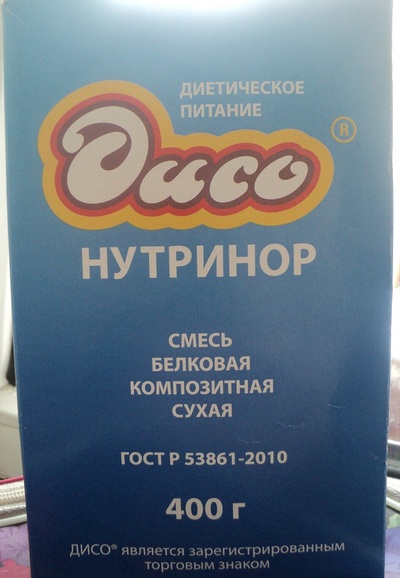 ДИЕТИЧЕСКОЕ
ПИТАНИЕ
Дисо ®
НУТРИНОР
СМЕСЬ
БЕЛКОВАЯ
КОМПОЗИТНАЯ
СУХАЯ
ГОСТ Р 53861-2010
400 г
ДИСО® является зарегистрированным
торговым знаком